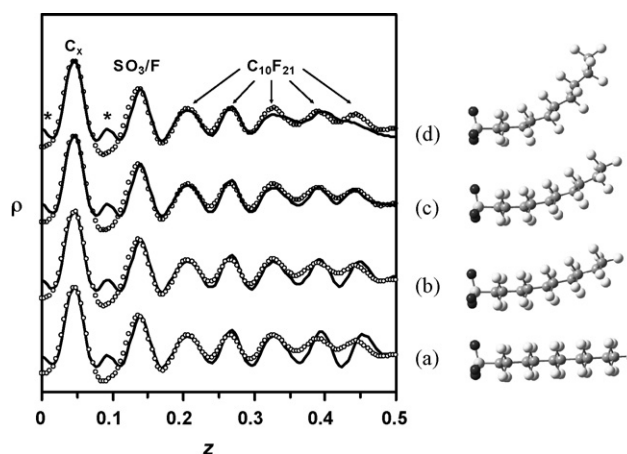 Cₓ
SO₃/F
C₁₀F₂₁
* *
ρ
(d)
(c)
(b)
(a)
0 0.1 0.2 0.3 0.4 0.5
z